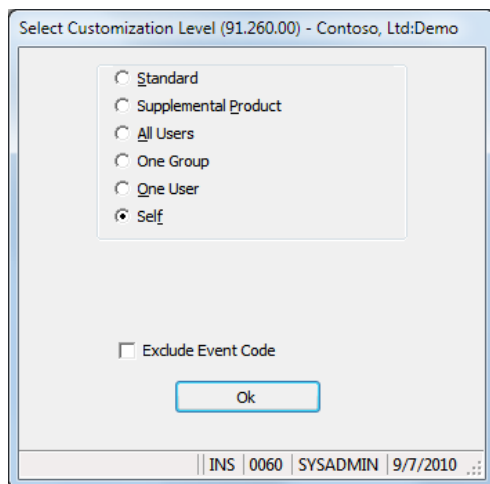 Select Customization Level (91.260.00) - Contoso, Ltd:Demo
Standard
Supplemental Product
All Users
One Group
One User
Self
Exclude Event Code
Ok
INS 0060 SYSADMIN 9/7/2010